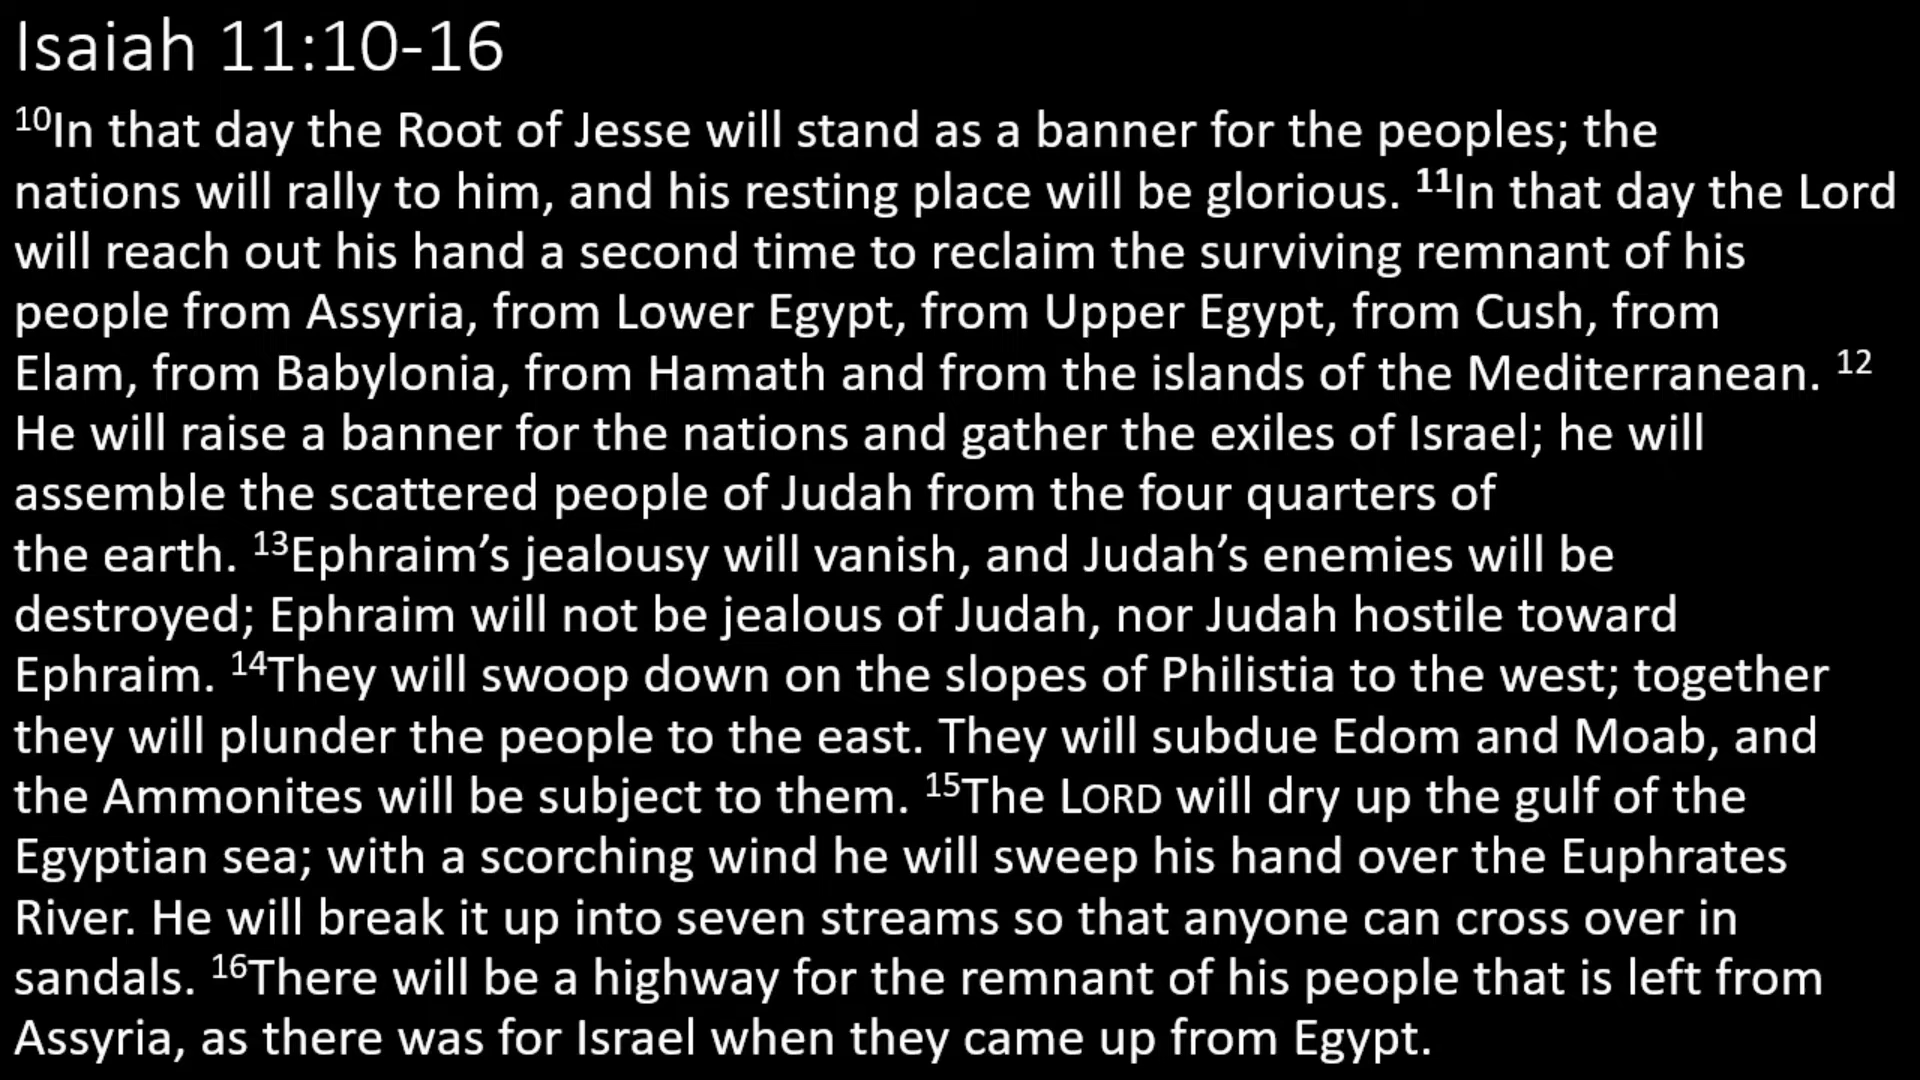 Isaiah 11:10-16
¹⁰In that day the Root of Jesse will stand as a banner for the peoples; the
nations will rally to him, and his resting place will be glorious. ¹¹In that day the Lord
will reach out his hand a second time to reclaim the surviving remnant of his
people from Assyria, from Lower Egypt, from Upper Egypt, from Cush, from
Elam, from Babylonia, from Hamath and from the islands of the Mediterranean. ¹²
He will raise a banner for the nations and gather the exiles of Israel; he will
assemble the scattered people of Judah from the four quarters of
the earth. ¹³Ephraim’s jealousy will vanish, and Judah’s enemies will be
destroyed; Ephraim will not be jealous of Judah, nor Judah hostile toward
Ephraim. ¹⁴They will swoop down on the slopes of Philistia to the west; together
they will plunder the people to the east. They will subdue Edom and Moab, and
the Ammonites will be subject to them. ¹⁵The LORD will dry up the gulf of the
Egyptian sea; with a scorching wind he will sweep his hand over the Euphrates
River. He will break it up into seven streams so that anyone can cross over in
sandals. ¹⁶There will be a highway for the remnant of his people that is left from
Assyria, as there was for Israel when they came up from Egypt.